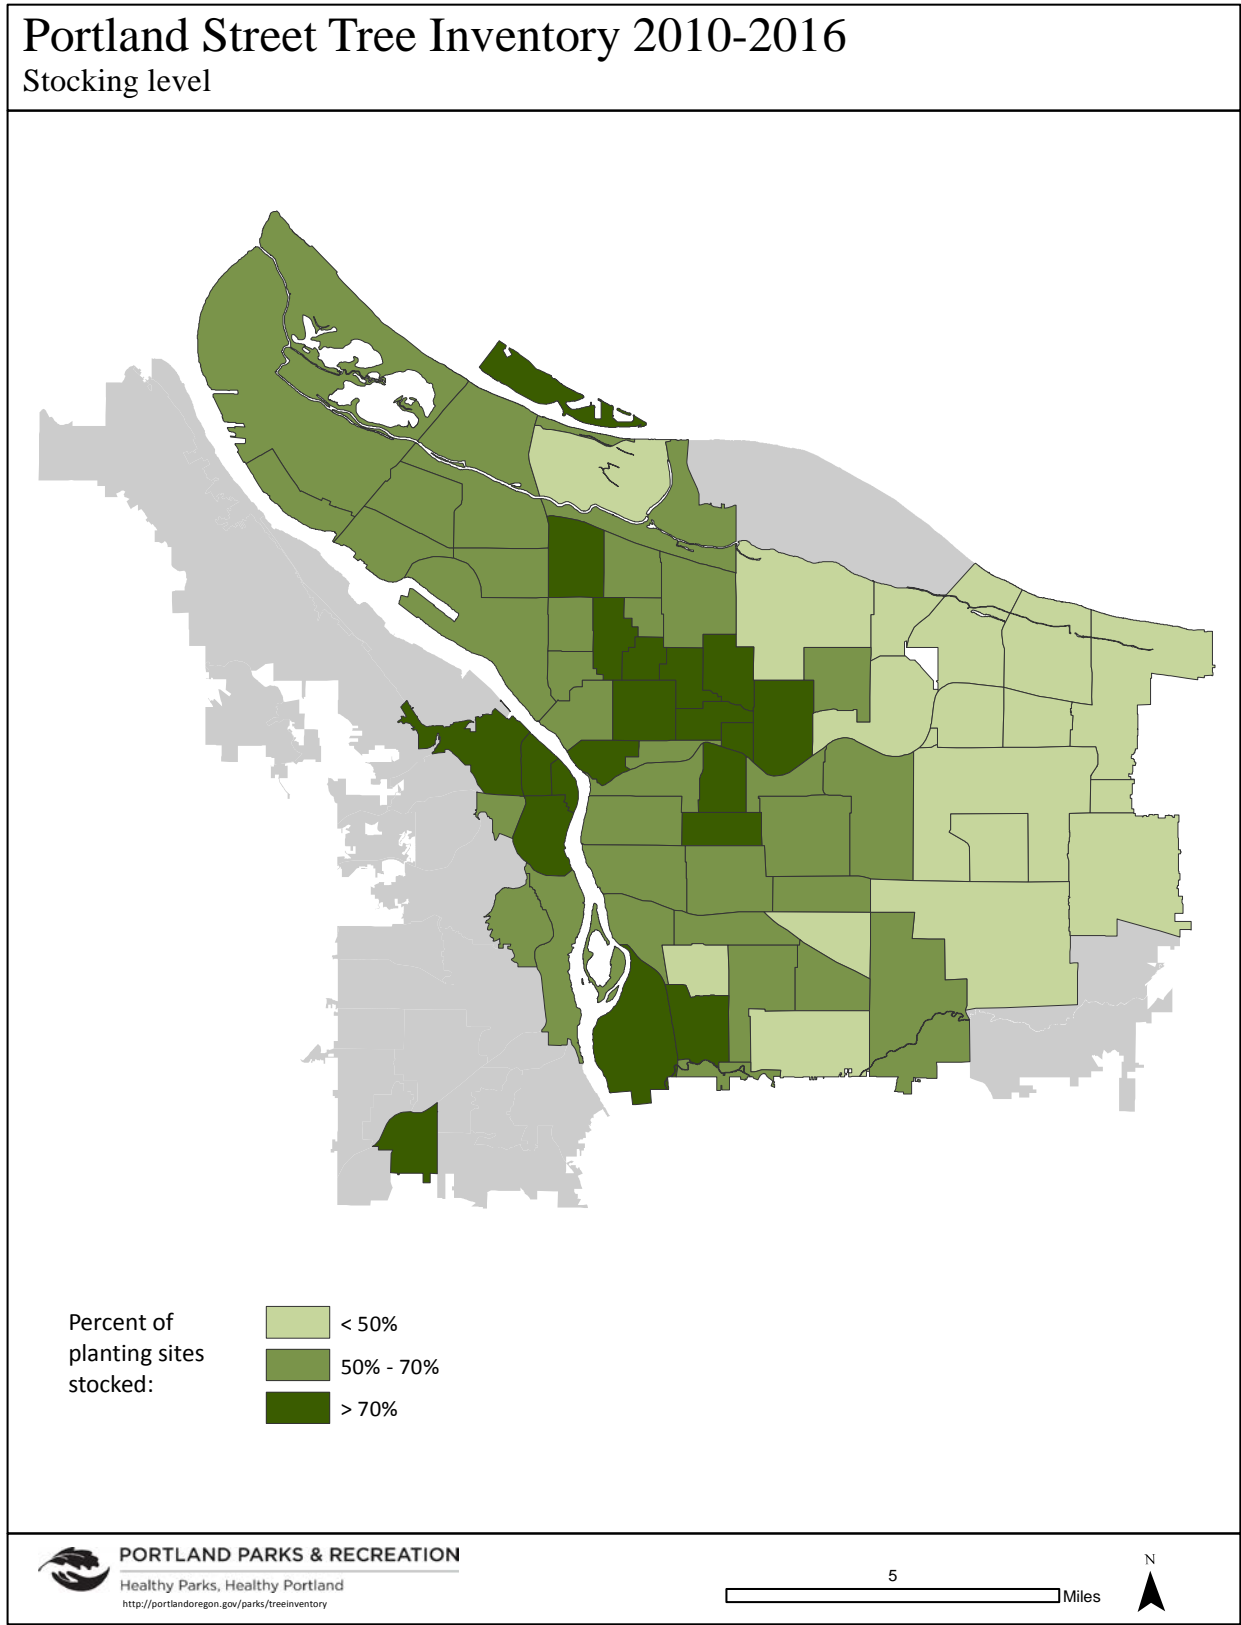 Portland Street Tree Inventory 2010-2016
Stocking level
Percent of
planting sites
stocked:
< 50%
50% - 70%
> 70%
PORTLAND PARKS & RECREATION
Healthy Parks, Healthy Portland
http://portlandoregon.gov/parks/treeinventory
5
Miles
N